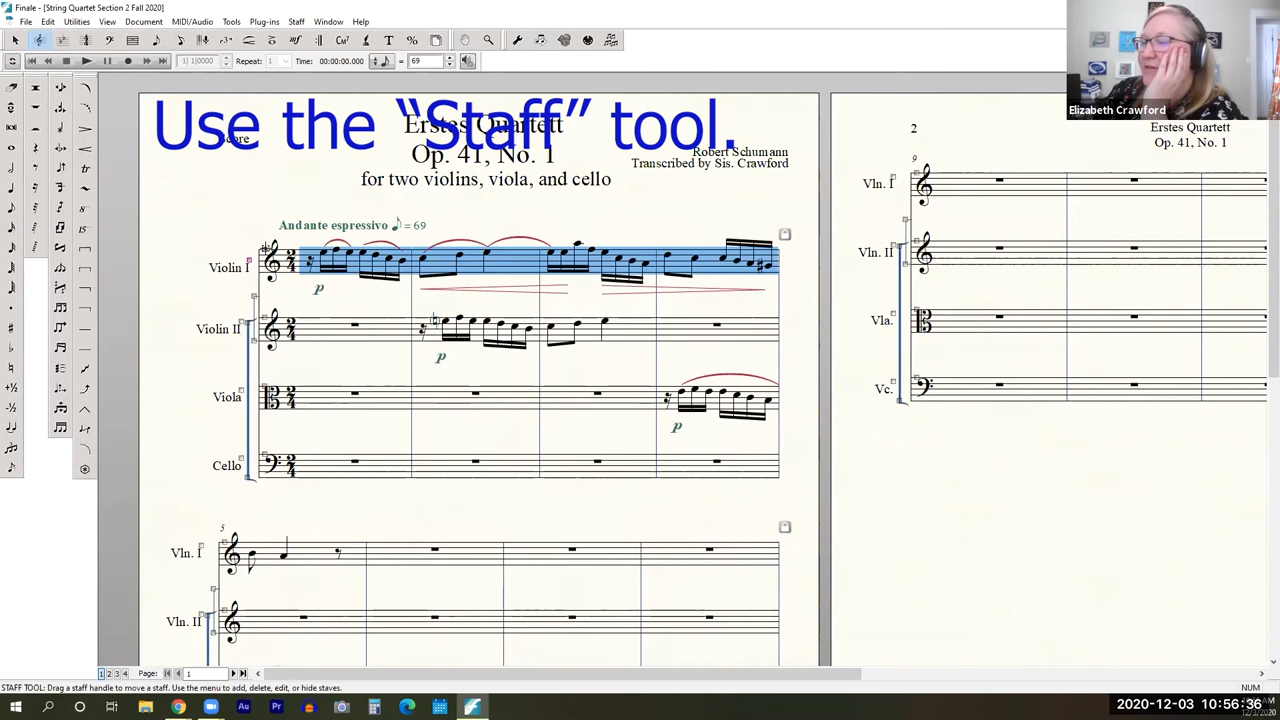 Finale - [String Quartet Section 2 Fall 2020]
File Edit Utilities View Document MIDI/Audio Tools Plug-ins Staff Window Help
Repeat: 1 Time: 00:00:00.000 = 69
Elizabeth Crawford
Use the “Staff” tool.
Score
Erstes Quartett
Op. 41, No. 1
for two violins, viola, and cello
Robert Schumann
Transcribed by Sis. Crawford
Andante espressivo ♪ = 69
Violin I
p
Violin II
p
Viola
p
Cello
5
Vln. I
Vln. II
2
Erstes Quartett
Op. 41, No. 1
9
Vln. I
Vln. II
Vla.
Vc.
1 2 3 4 Page: 1
STAFF TOOL: Drag a staff handle to move a staff. Use the menu to add, delete, edit, or hide staves.
NUM
2020-12-03 10:56:36